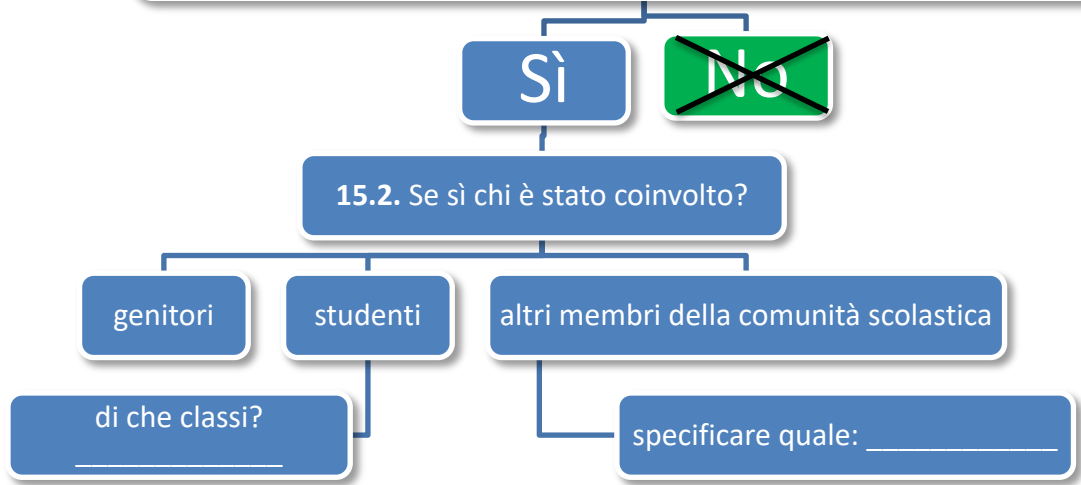 Sì
No
15.2. Se sì chi è stato coinvolto?
genitori
studenti
altri membri della comunità scolastica
di che classi?
_____________
specificare quale: ____________